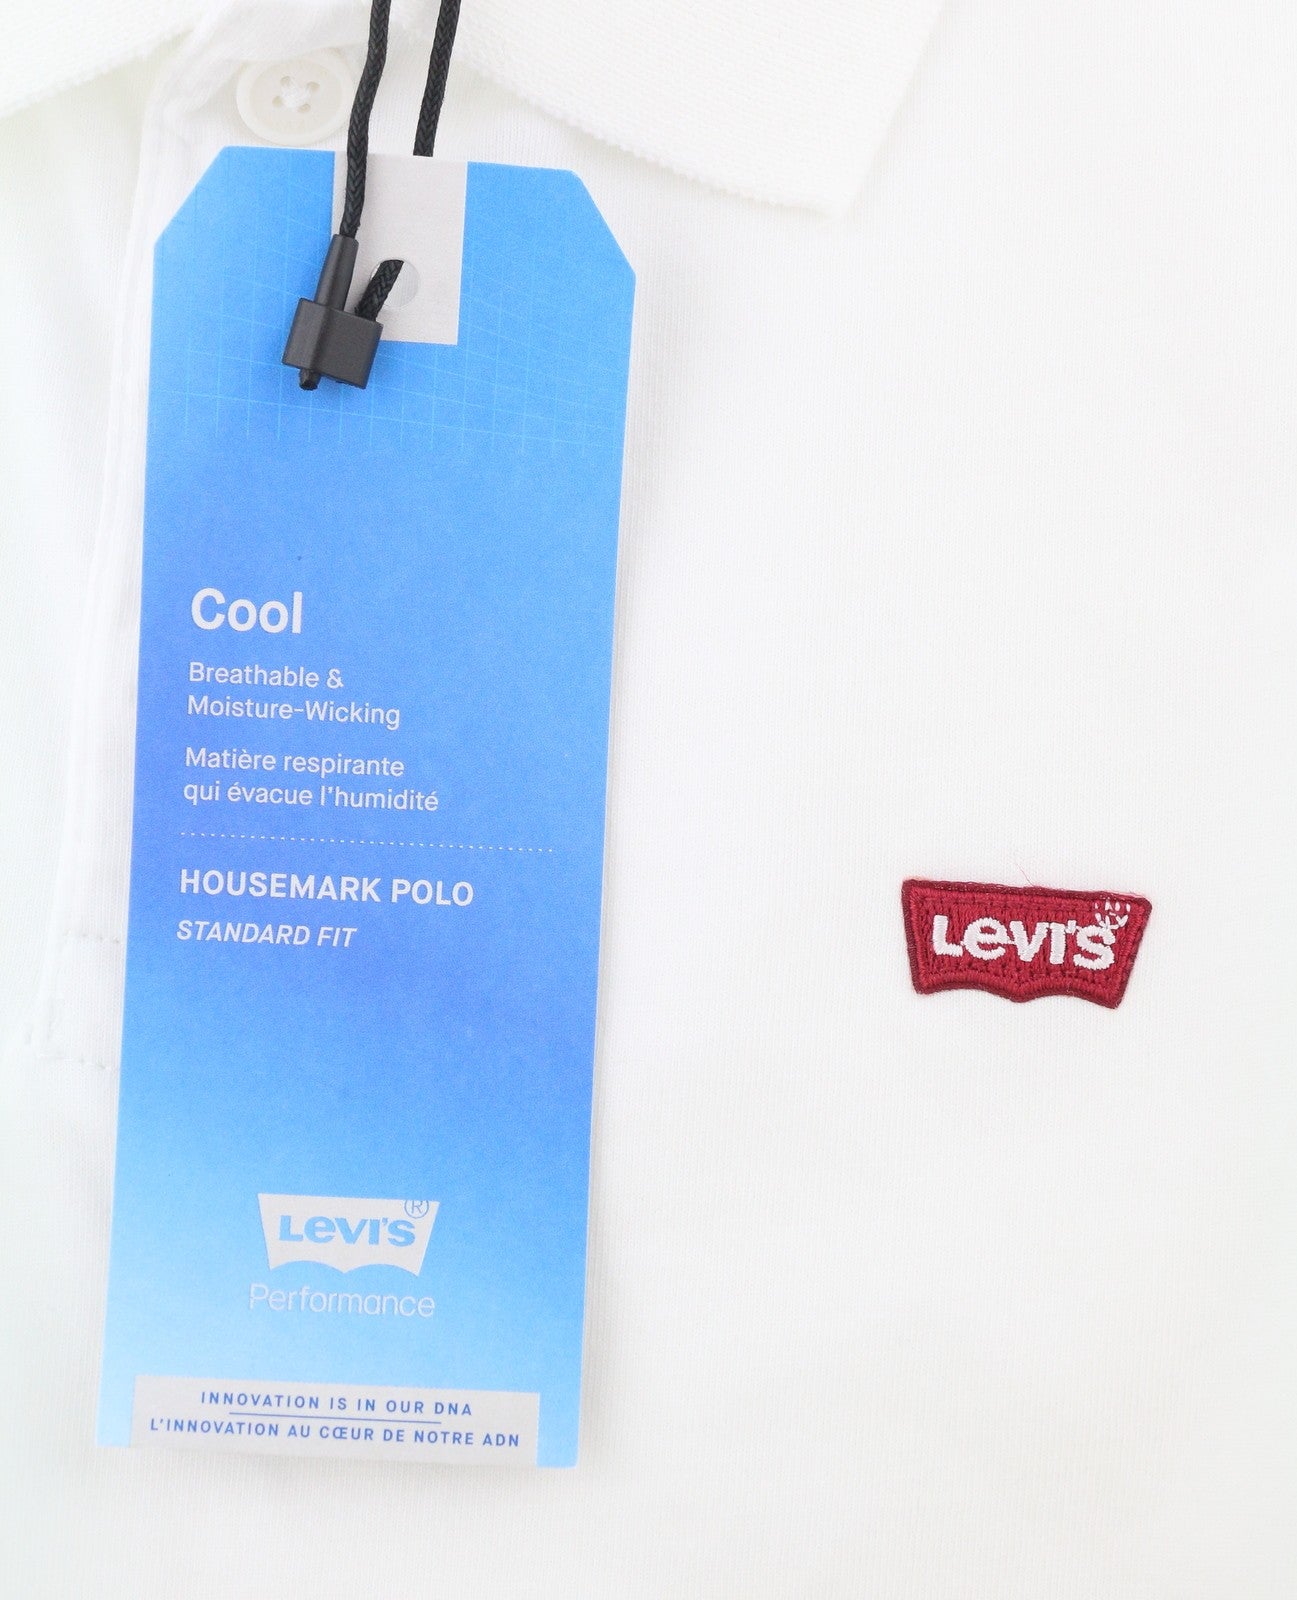 Cool
Breathable &
Moisture-Wicking
Matière respirante
qui évacue l'humidité
HOUSEMARK POLO
STANDARD FIT
LEVI'S®
Performance
INNOVATION IS IN OUR DNA
L'INNOVATION AU CŒUR DE NOTRE ADN
LeVI'S